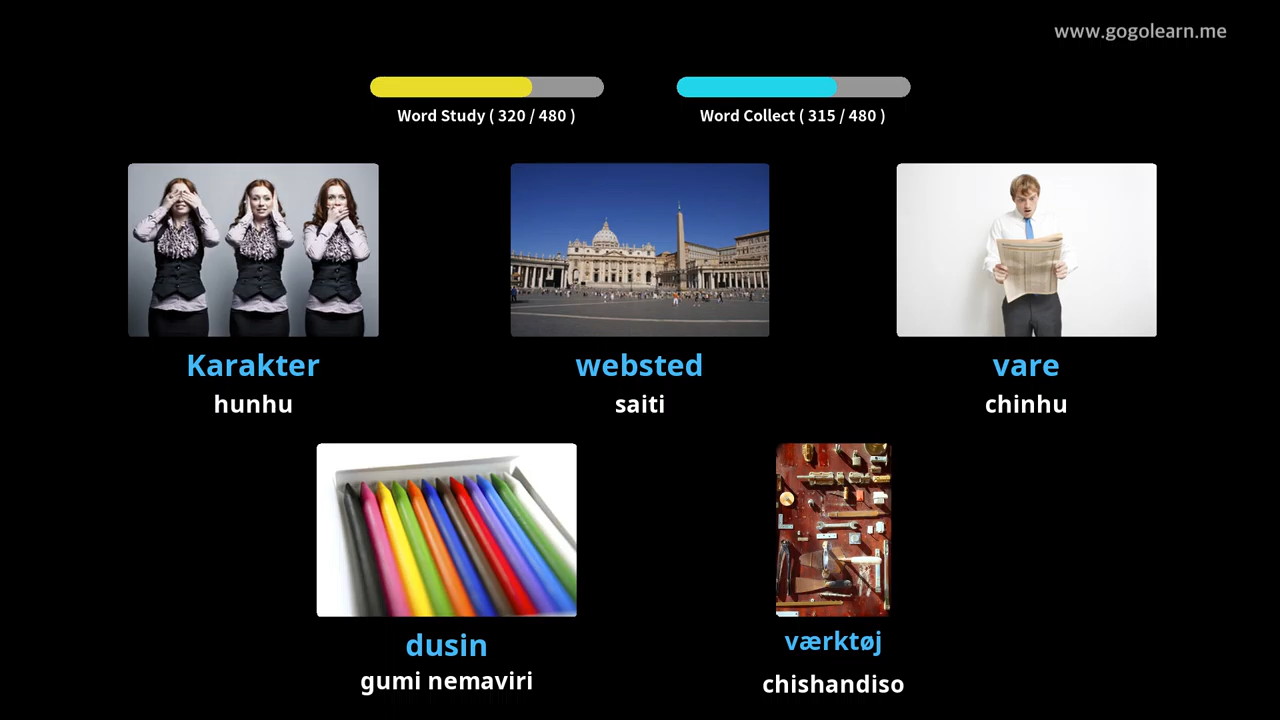 www.gogolearn.me
Word Study ( 320 / 480 )
Word Collect ( 315 / 480 )
Karakter
hunhu
websted
saiti
vare
chinhu
dusin
gumi nemaviri
værktøj
chishandiso